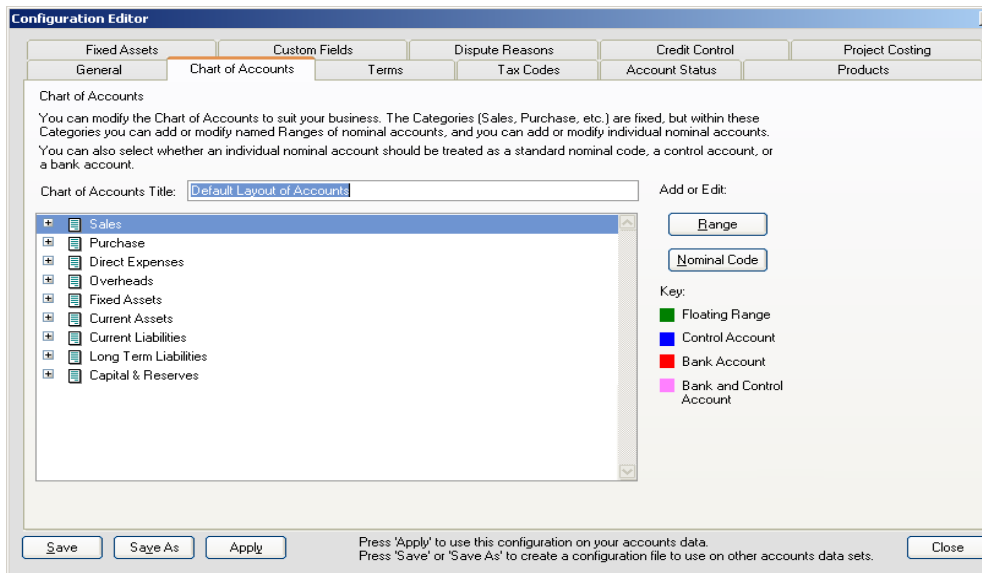 Configuration Editor
Fixed Assets
Custom Fields
Dispute Reasons
Credit Control
Project Costing
General
Chart of Accounts
Terms
Tax Codes
Account Status
Products
Chart of Accounts
You can modify the Chart of Accounts to suit your business. The Categories (Sales, Purchase, etc.) are fixed, but within these
Categories you can add or modify named Ranges of nominal accounts, and you can add or modify individual nominal accounts.
You can also select whether an individual nominal account should be treated as a standard nominal code, a control account, or
a bank account.
Chart of Accounts Title: Default Layout of Accounts
Add or Edit:
Sales
Purchase
Direct Expenses
Overheads
Fixed Assets
Current Assets
Current Liabilities
Long Term Liabilities
Capital & Reserves
Range
Nominal Code
Key:
Floating Range
Control Account
Bank Account
Bank and Control
Account
Save
Save As
Apply
Press 'Apply' to use this configuration on your accounts data.
Press 'Save' or 'Save As' to create a configuration file to use on other accounts data sets.
Close